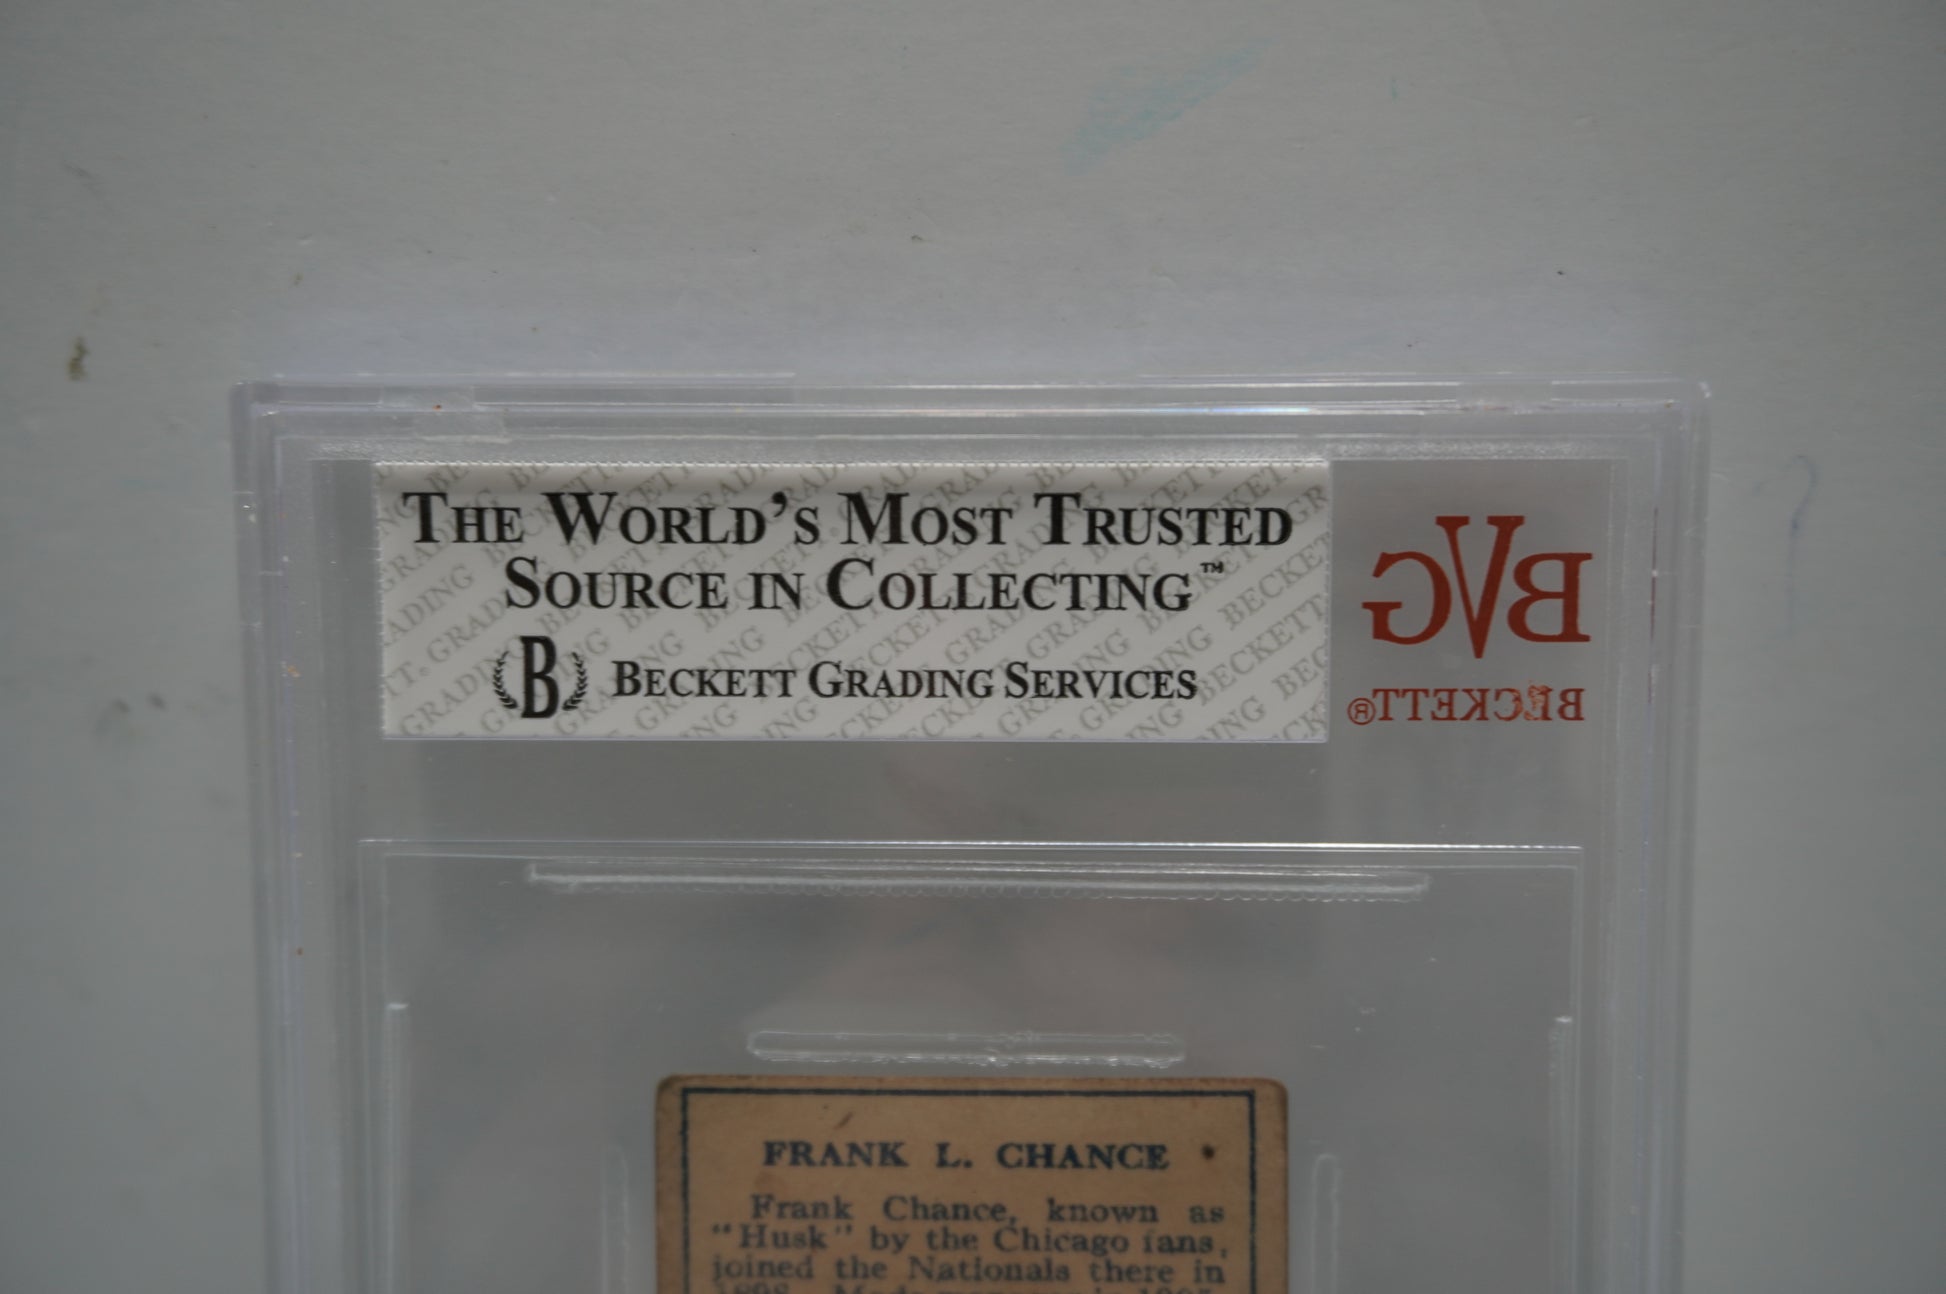 THE WORLD'S MOST TRUSTED
SOURCE IN COLLECTING™
B BECKETT GRADING SERVICES
BVG
BECKETT®
FRANK L. CHANCE
Frank Chance, known as
"Husk" by the Chicago fans,
joined the Nationals there in